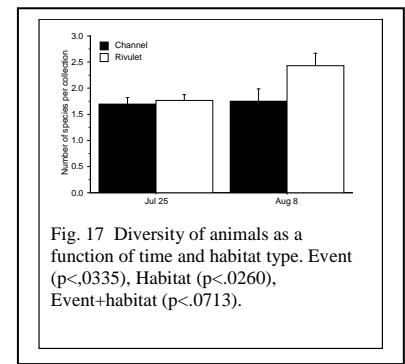 3.0
2.5
2.0
1.5
1.0
0.5
0.0
Number of species per collection
Channel
Rivulet
Jul 25
Aug 8
Fig. 17 Diversity of animals as a
function of time and habitat type. Event
(p<,0335), Habitat (p<.0260),
Event+habitat (p<.0713).